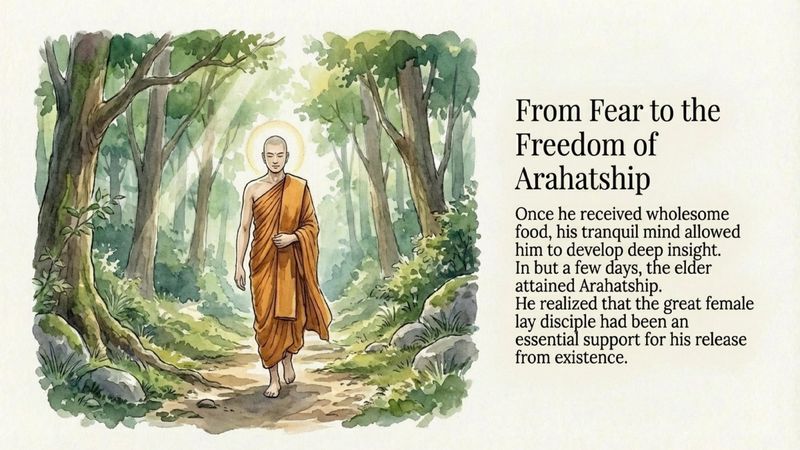 From Fear to the
Freedom of
Arahatship
Once he received wholesome
food, his tranquil mind allowed
him to develop deep insight.
In but a few days, the elder
attained Arahatship.
He realized that the great female
lay disciple had been an
essential support for his release
from existence.